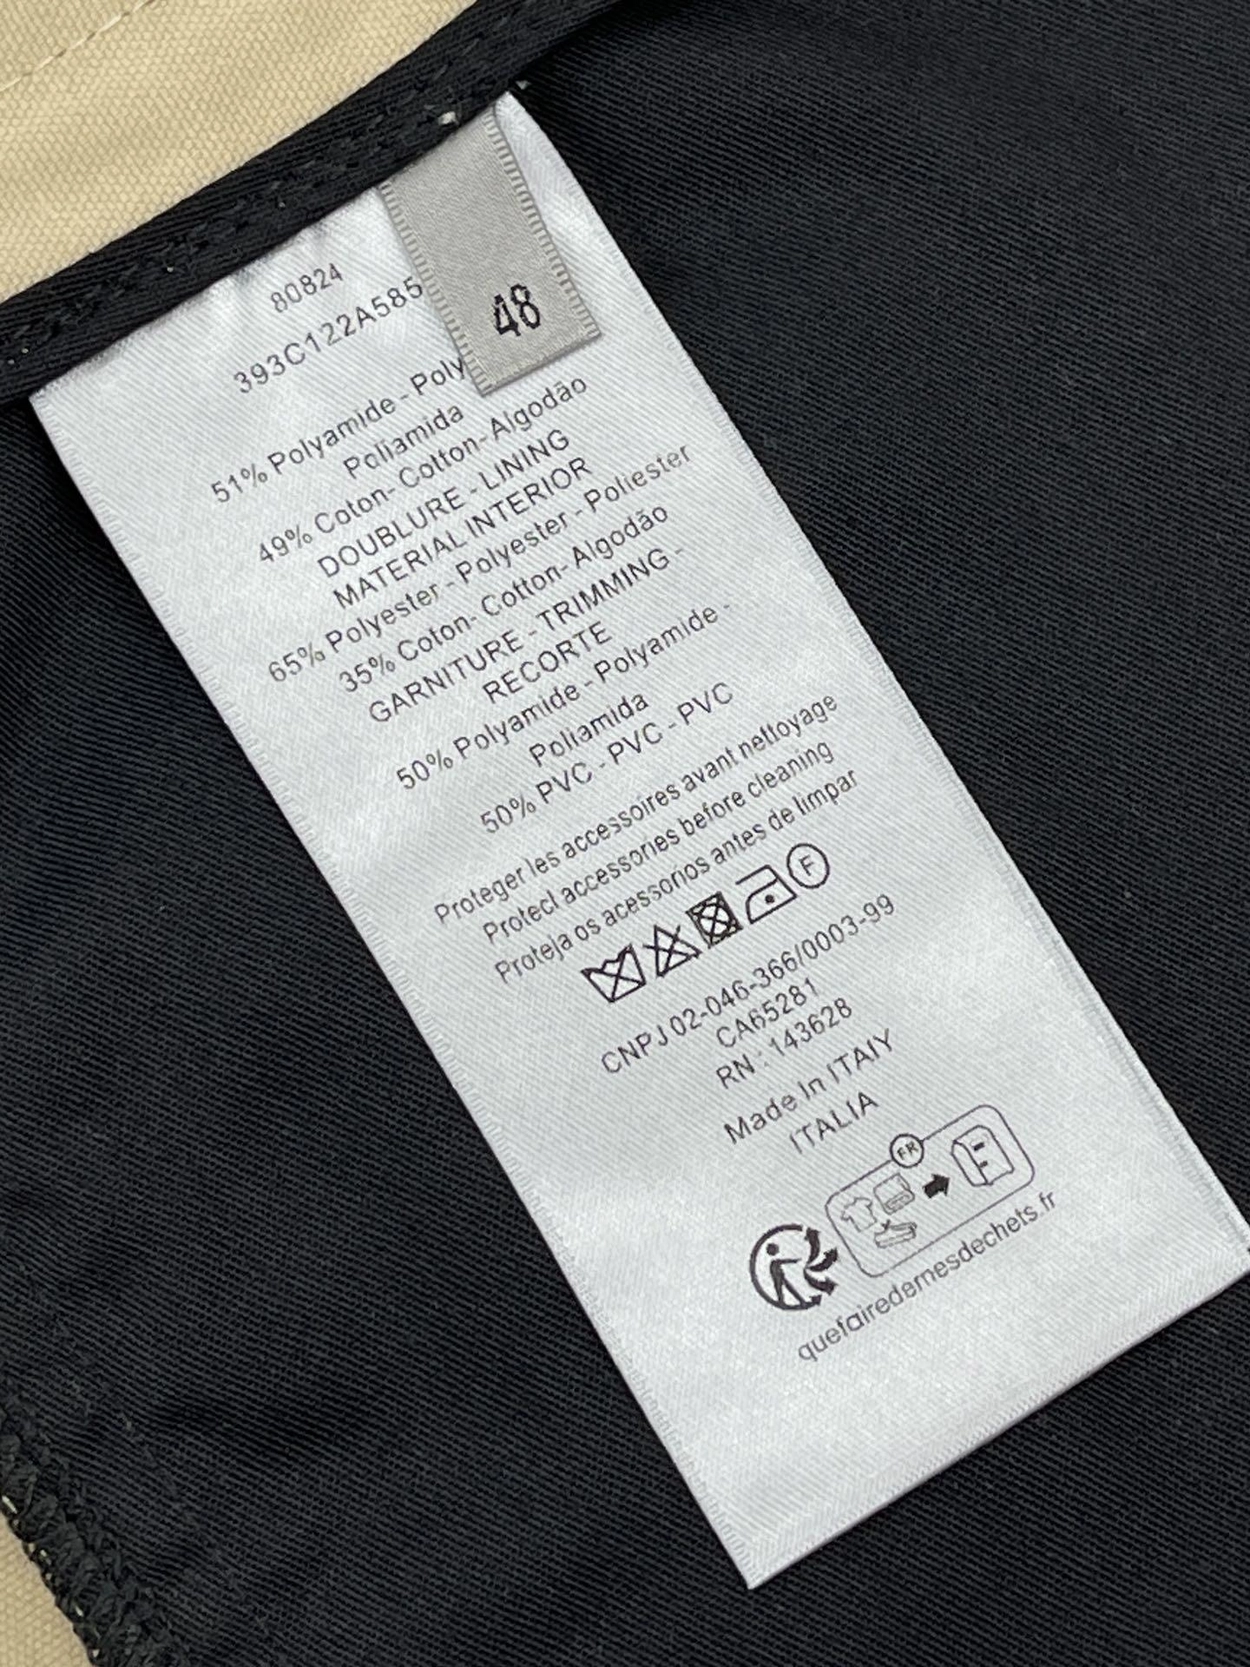 48
80824
393C122A585
51% Polyamide - Poly
Poliamida
49% Coton- Cotton- Algodão
DOUBLURE - LINING
MATERIAL INTERIOR
65% Polyester - Polyester - Poliester
35% Coton- Cotton- Algodão
GARNITURE - TRIMMING -
RECORTE
50% Polyamide - Polyamide -
Poliamida
50% PVC - PVC - PVC
Proteger les accessoires avant nettoyage
Protecl accessories before cleaning
Proteja os acessorios antes de limpar
F
CNPJ 02-046-366/0003-99
CA65281
RN : 143628
Made In ITAIY
ITALIA
FR
quefairedemesdechets.fr